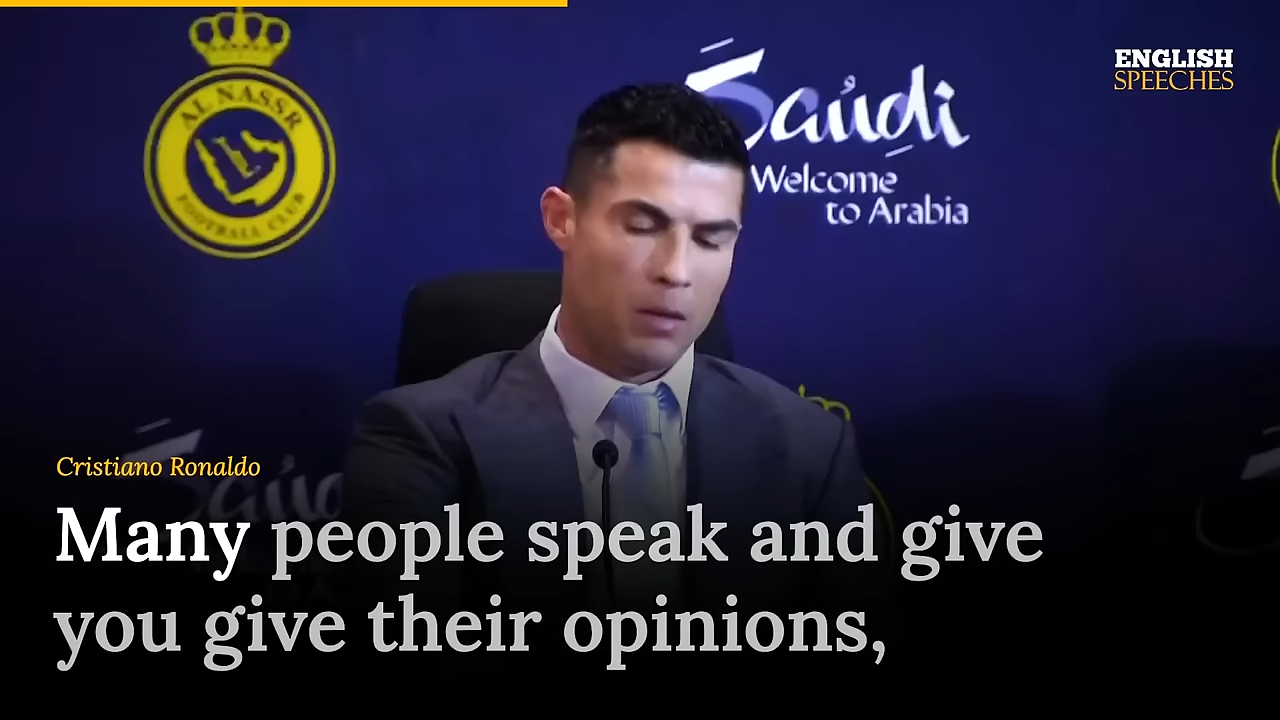 AL NASSR
FOOTBALL CLUB
Saudi
Welcome
to Arabia
ENGLISH
SPEECHES
Cristiano Ronaldo
Saudi
Many people speak and give
you give their opinions,